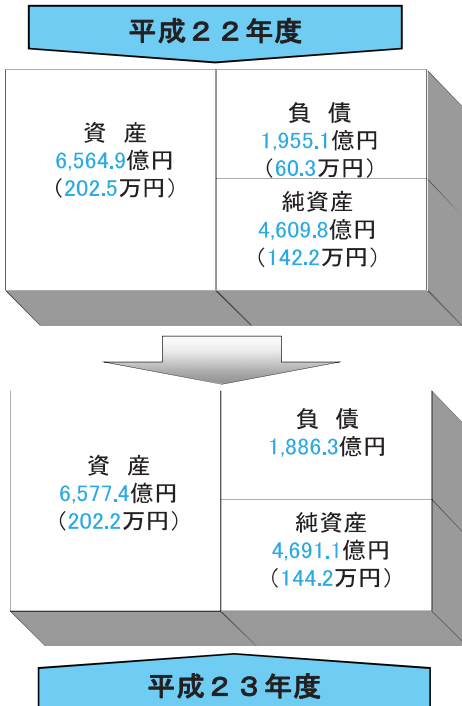 平成２２年度
資 産
6,564.9億円
（202.5万円）
負 債
1,955.1億円
（60.3万円）
純資産
4,609.8億円
（142.2万円）
資 産
6,577.4億円
（202.2万円）
負 債
1,886.3億円
純資産
4,691.1億円
（144.2万円）
平成２３年度